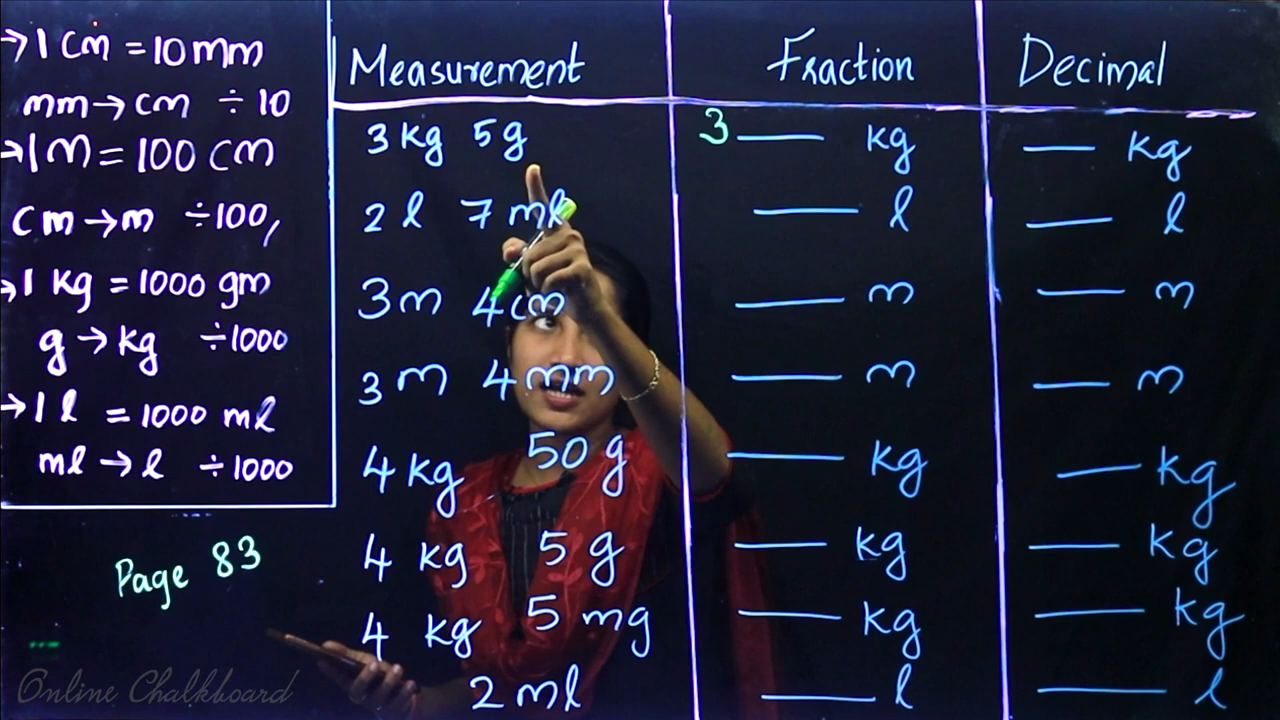 → 1 cm = 10 mm
mm → cm ÷ 10
→ 1 m = 100 cm
cm → m ÷ 100,
→ 1 kg = 1000 gm
g → kg ÷ 1000
→ 1 l = 1000 ml
ml → l ÷ 1000
Page 83
Online Chalkboard
Measurement Fraction Decimal
3 kg 5 g 3 — kg — kg
2 l 7 ml — l — l
3 m 4 cm — m — m
3 m 4 mm — m — m
4 kg 50 g — kg — kg
4 kg 5 g — kg — kg
4 kg 5 mg — kg — kg
2 ml — l — l